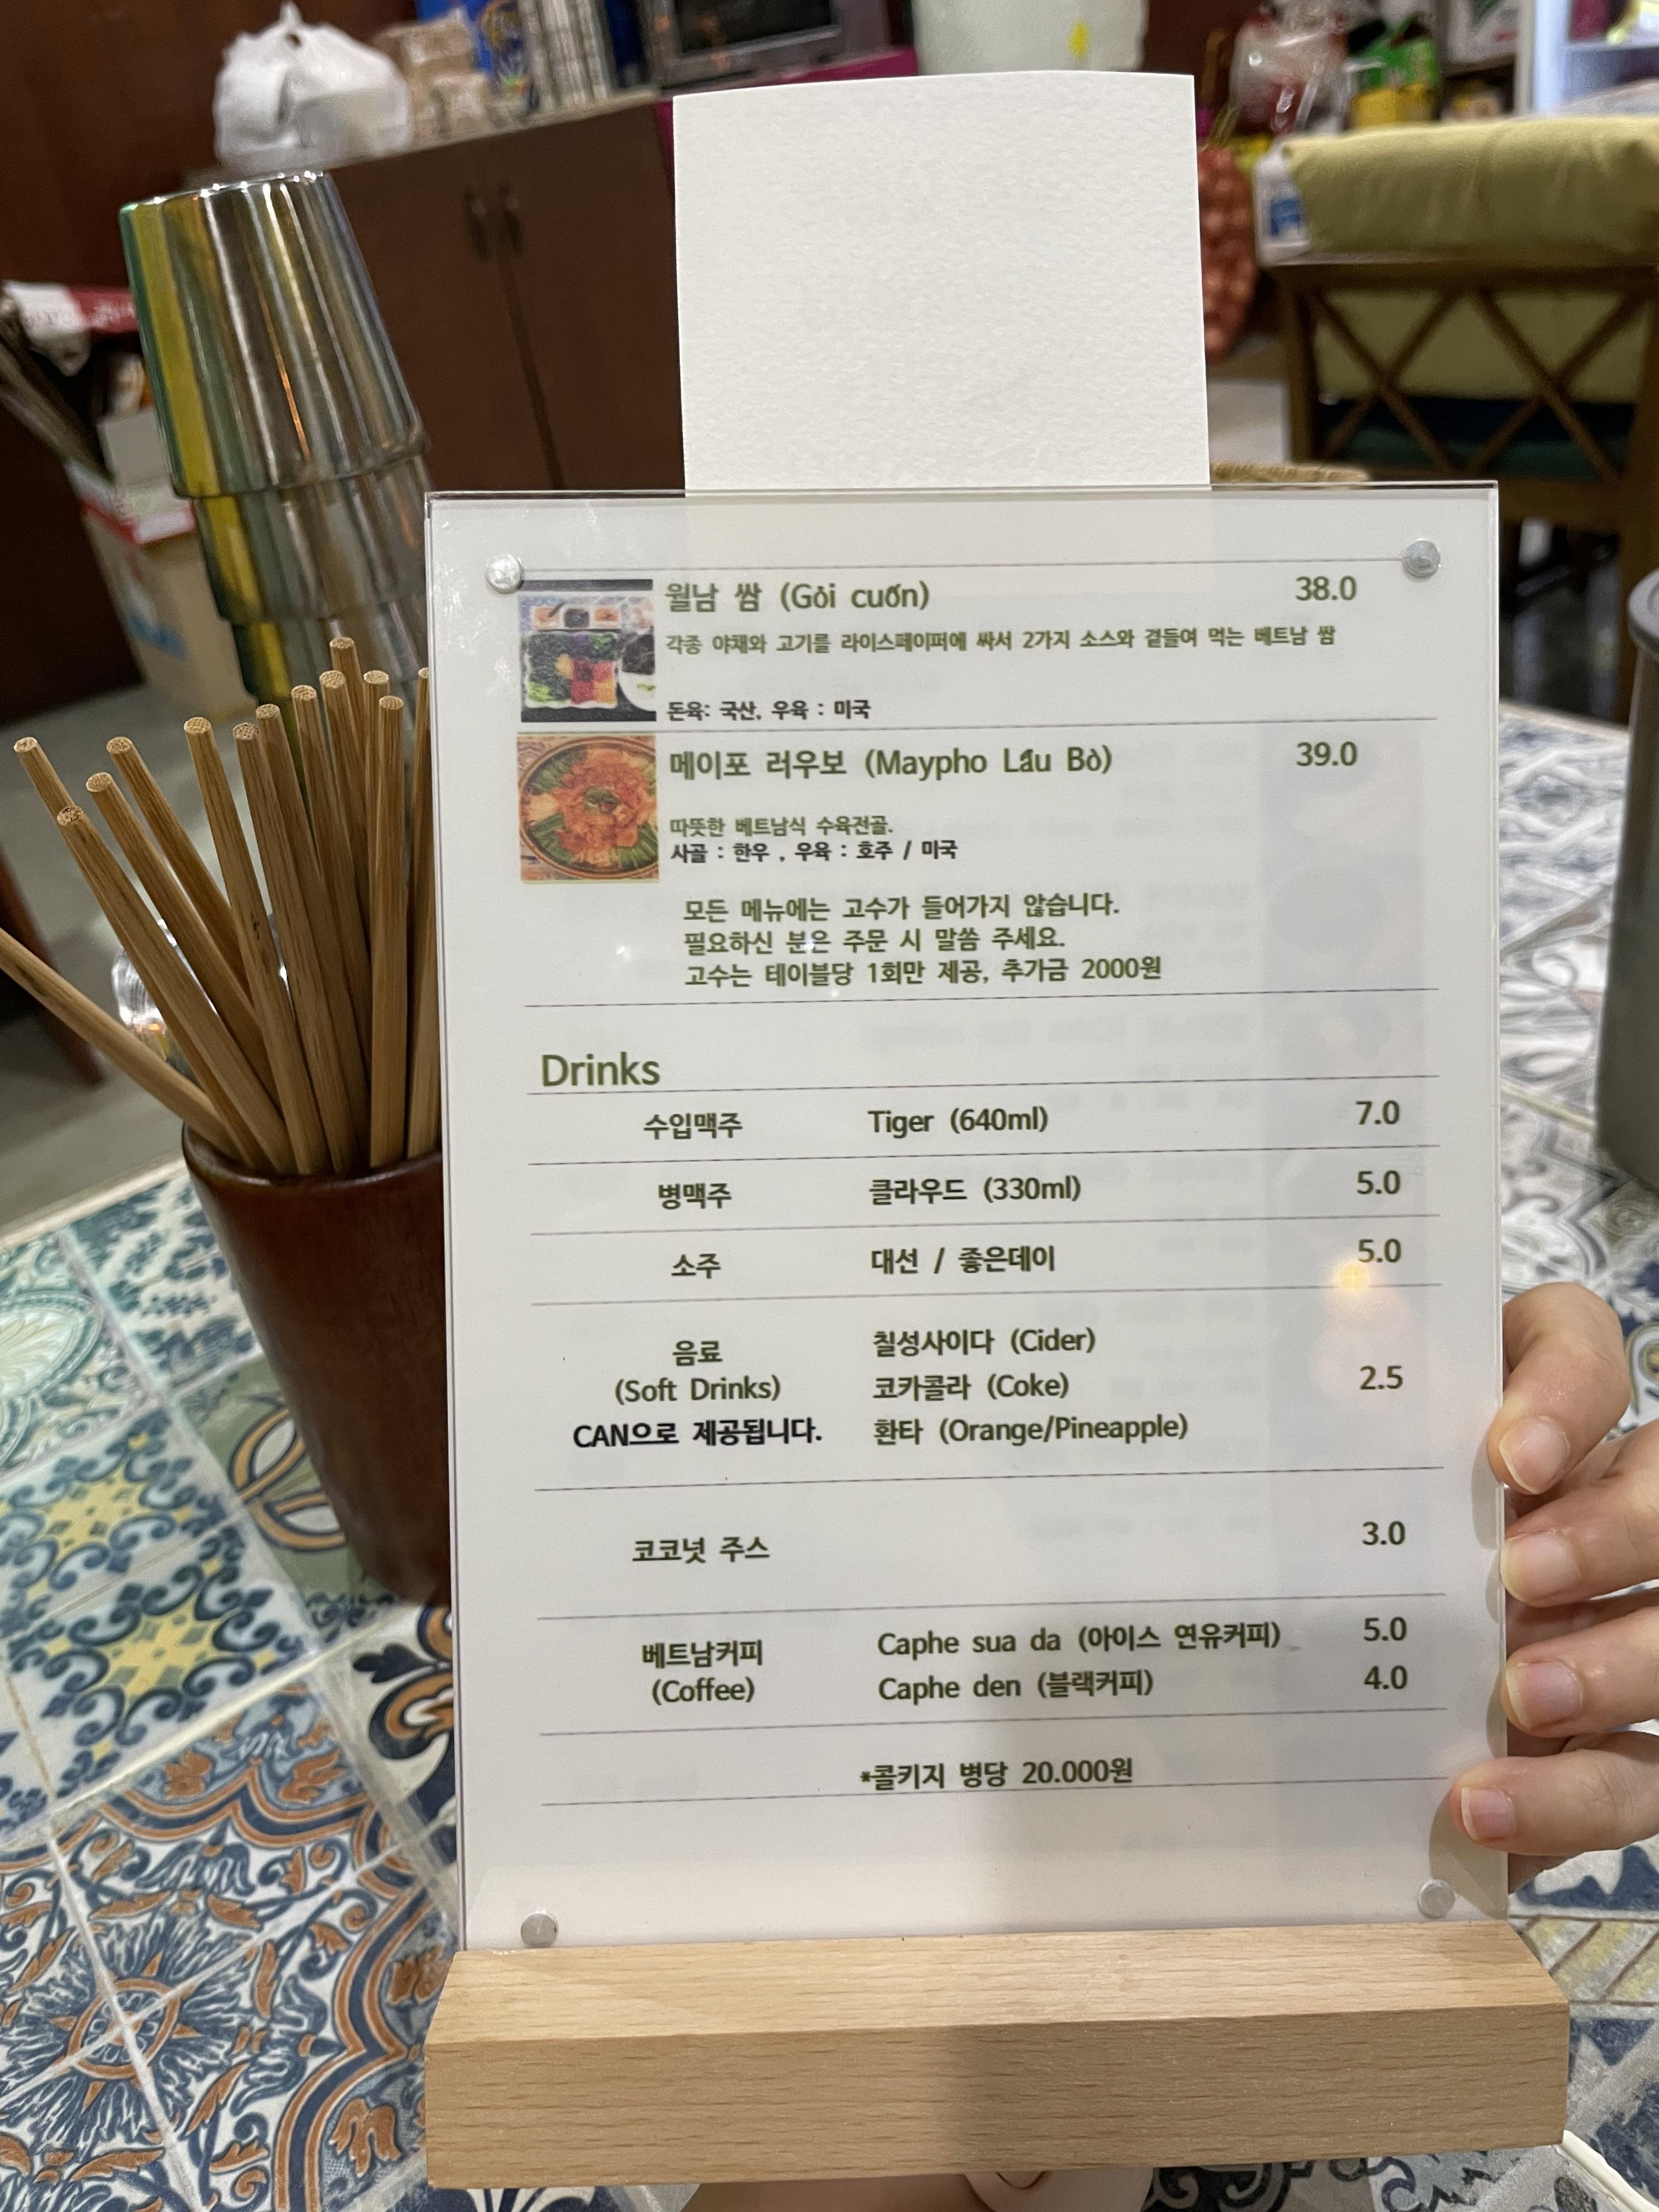 월남 쌈 (Gỏi cuốn) 38.0
각종 야채와 고기를 라이스페이퍼에 싸서 2가지 소스와 곁들여 먹는 베트남 쌈
돈육: 국산, 우육 : 미국
메이포 러우보 (Maypho Lẩu Bò) 39.0
따뜻한 베트남식 수육전골.
사골 : 한우 , 우육 : 호주 / 미국
모든 메뉴에는 고수가 들어가지 않습니다.
필요하신 분은 주문 시 말씀 주세요.
고수는 테이블당 1회만 제공, 추가금 2000원
Drinks
수입맥주 Tiger (640ml) 7.0
병맥주 클라우드 (330ml) 5.0
소주 대선 / 좋은데이 5.0
음료 칠성사이다 (Cider)
(Soft Drinks) 코카콜라 (Coke) 2.5
CAN으로 제공됩니다. 환타 (Orange/Pineapple)
코코넛 주스 3.0
베트남커피 Caphe sua da (아이스 연유커피) 5.0
(Coffee) Caphe den (블랙커피) 4.0
*콜키지 병당 20.000원